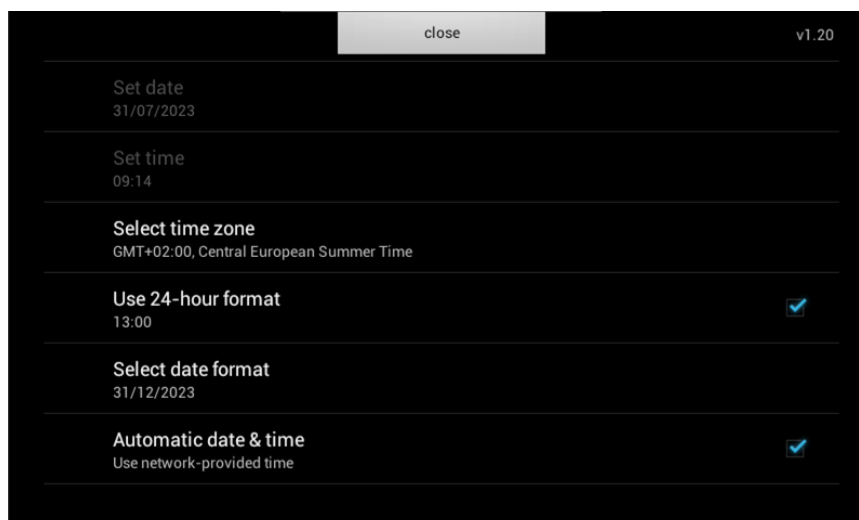 close
v1.20
Set date
31/07/2023
Set time
09:14
Select time zone
GMT+02:00, Central European Summer Time
Use 24-hour format
13:00
Select date format
31/12/2023
Automatic date & time
Use network-provided time